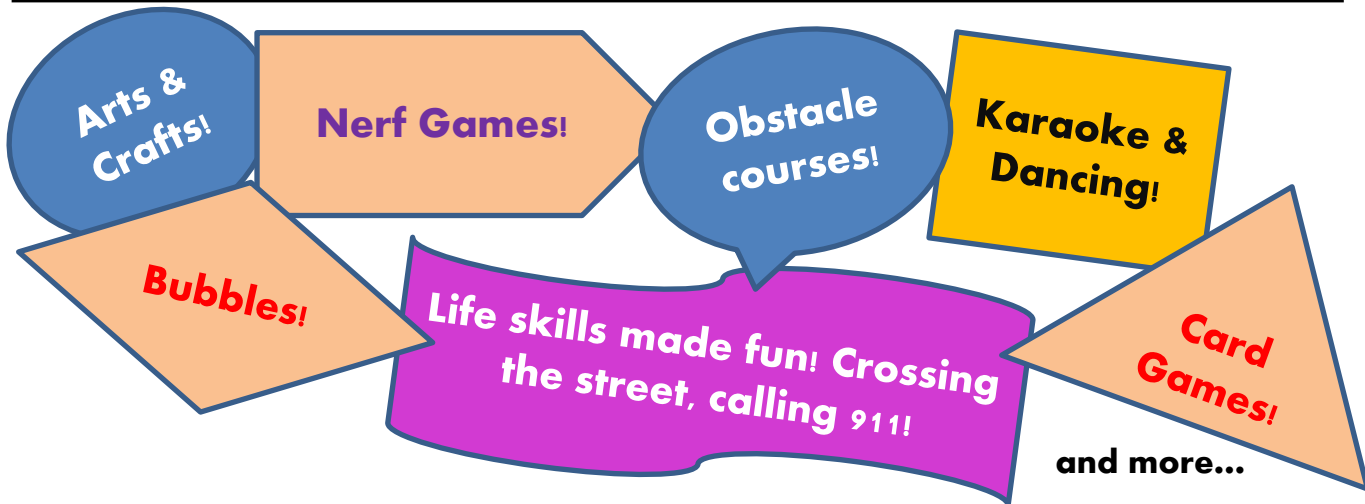 Arts &
Crafts!
Nerf Games!
Obstacle
courses!
Karaoke &
Dancing!
Bubbles!
Life skills made fun! Crossing
the street, calling 911!
Card
Games!
and more...